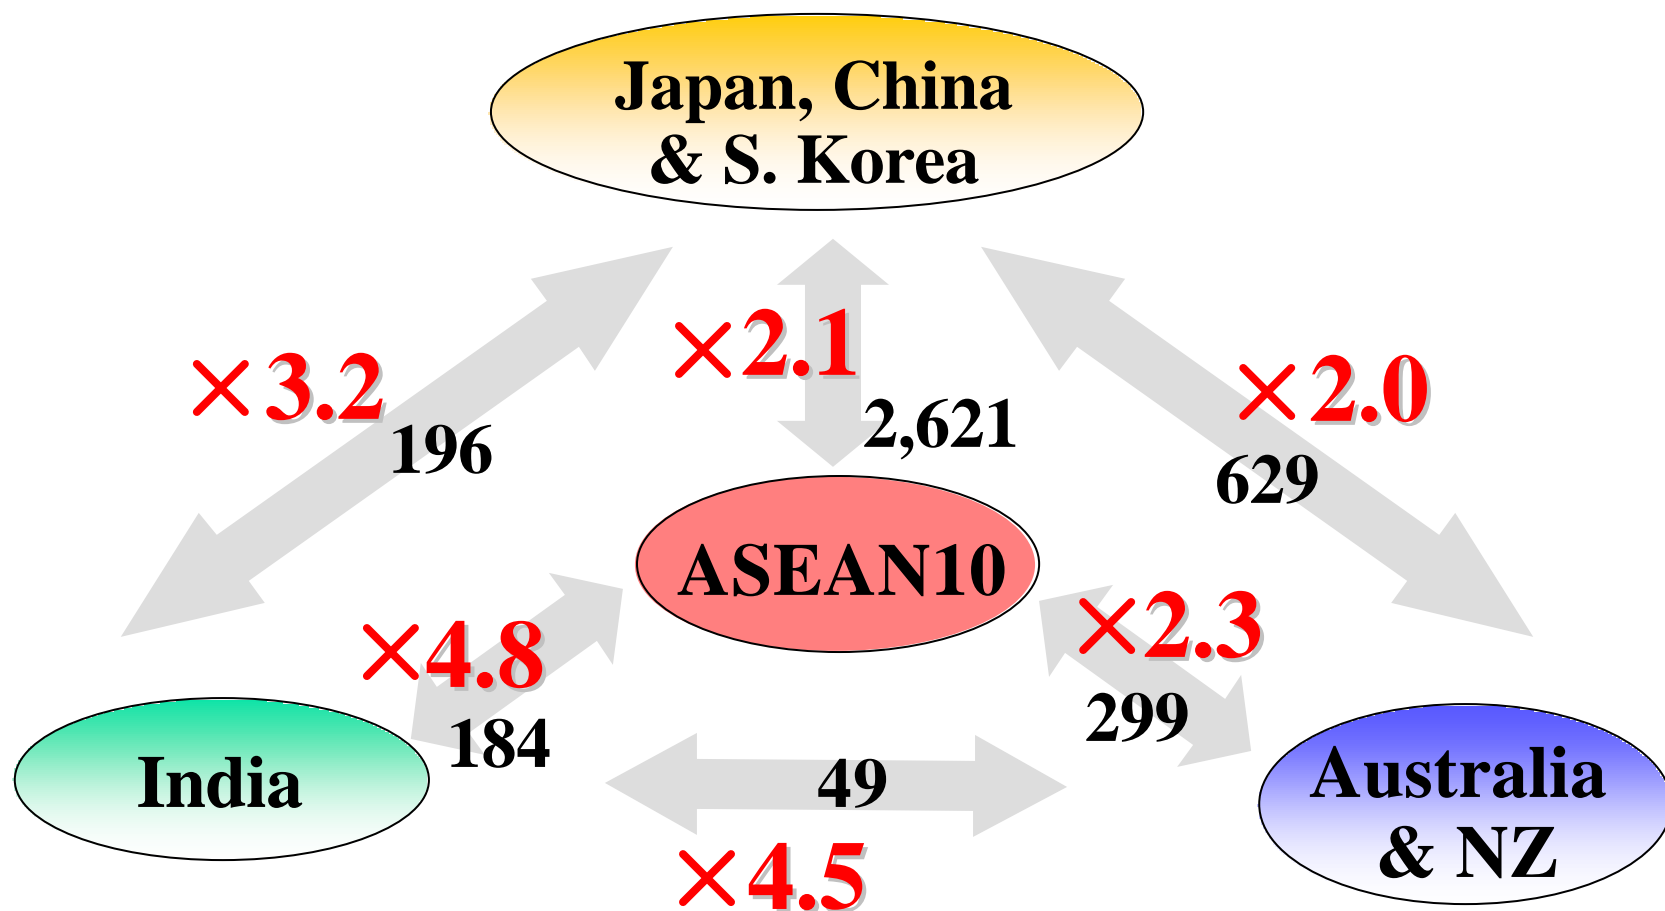 Japan, China
& S. Korea
×3.2
196
×2.1
2,621
×2.0
629
ASEAN10
×4.8
184
×2.3
299
India
49
×4.5
Australia
& NZ